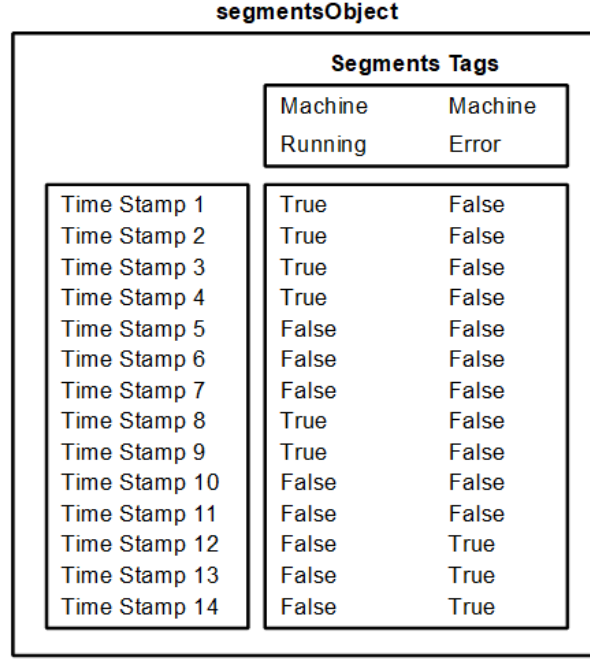 segmentsObject
Segments Tags
Machine Machine
Running Error
Time Stamp 1 True False
Time Stamp 2 True False
Time Stamp 3 True False
Time Stamp 4 True False
Time Stamp 5 False False
Time Stamp 6 False False
Time Stamp 7 False False
Time Stamp 8 True False
Time Stamp 9 True False
Time Stamp 10 False False
Time Stamp 11 False False
Time Stamp 12 False True
Time Stamp 13 False True
Time Stamp 14 False True